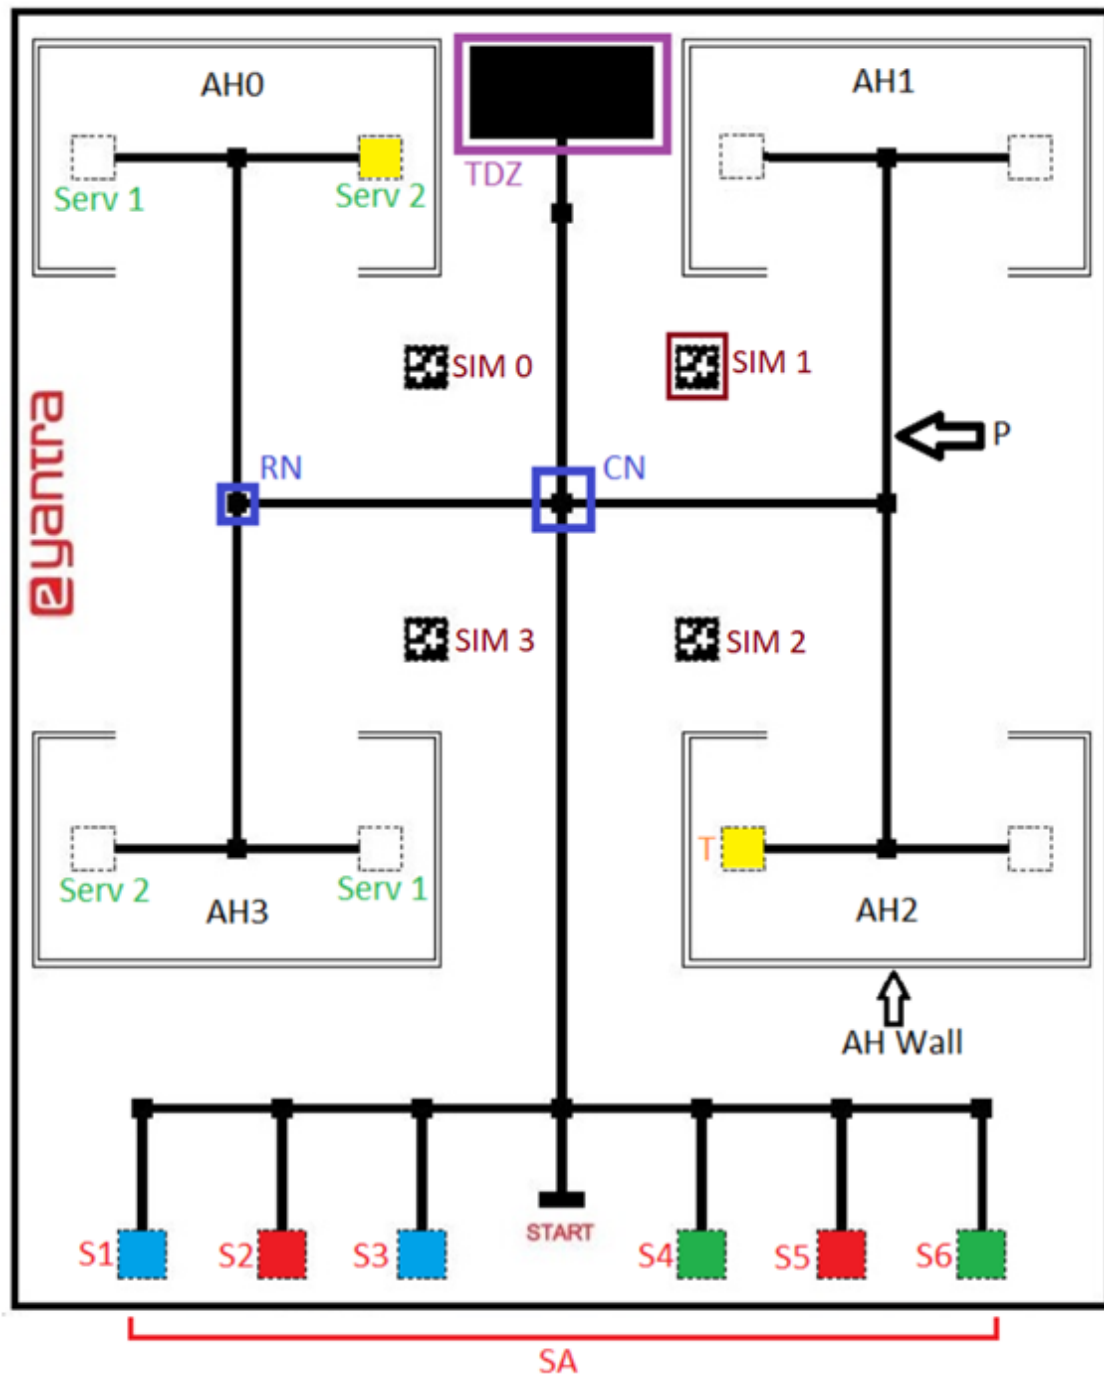 AH0
AH1
Serv 1
Serv 2
TDZ
SIM 0
SIM 1
P
eyantra
RN
CN
SIM 3
SIM 2
T
Serv 2
Serv 1
AH3
AH2
AH Wall
START
S1
S2
S3
S4
S5
S6
SA